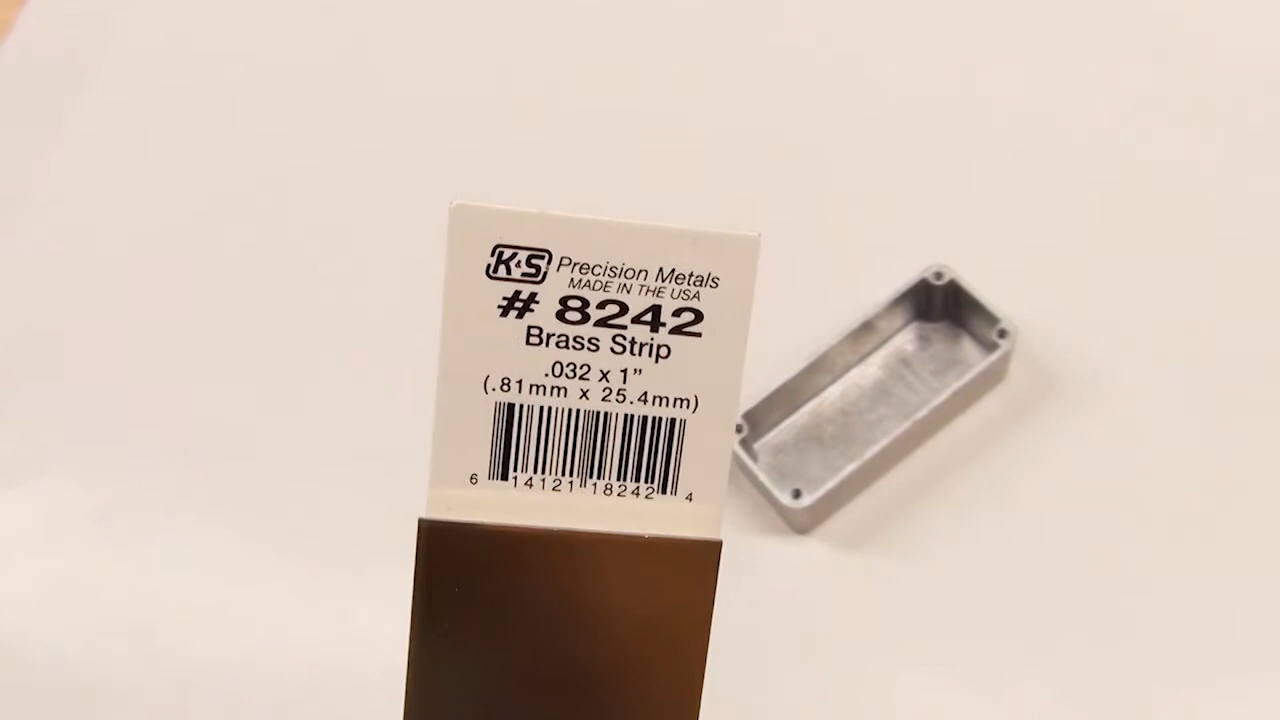 K&S Precision Metals
MADE IN THE USA
# 8242
Brass Strip
.032 x 1”
(.81mm x 25.4mm)
6 14121 18242 4